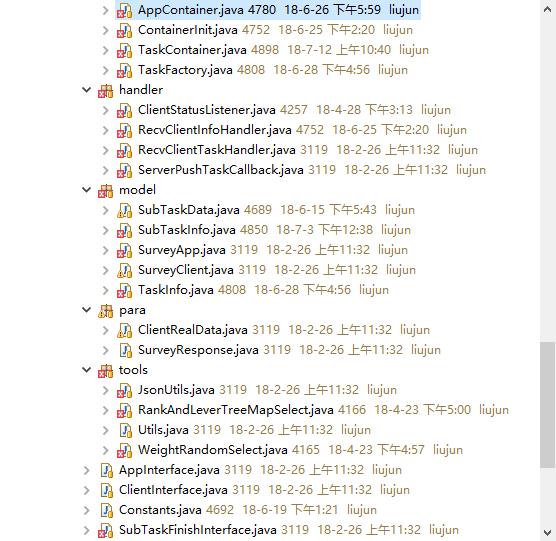 AppContainer.java 4780 18-6-26 下午5:59 liujun
ContainerInit.java 4752 18-6-25 下午2:20 liujun
TaskContainer.java 4898 18-7-12 上午10:40 liujun
TaskFactory.java 4808 18-6-28 下午4:56 liujun
handler
ClientStatusListener.java 4257 18-4-28 下午3:13 liujun
RecvClientInfoHandler.java 4752 18-6-25 下午2:20 liujun
RecvClientTaskHandler.java 3119 18-2-26 上午11:32 liujun
ServerPushTaskCallback.java 3119 18-2-26 上午11:32 liujun
model
SubTaskData.java 4689 18-6-15 下午5:43 liujun
SubTaskInfo.java 4850 18-7-3 下午12:38 liujun
SurveyApp.java 3119 18-2-26 上午11:32 liujun
SurveyClient.java 3119 18-2-26 上午11:32 liujun
TaskInfo.java 4808 18-6-28 下午4:56 liujun
para
ClientRealData.java 3119 18-2-26 上午11:32 liujun
SurveyResponse.java 3119 18-2-26 上午11:32 liujun
tools
JsonUtils.java 3119 18-2-26 上午11:32 liujun
RankAndLeverTreeMapSelect.java 4166 18-4-23 下午5:00 liujun
Utils.java 3119 18-2-26 上午11:32 liujun
WeightRandomSelect.java 4165 18-4-23 下午4:57 liujun
AppInterface.java 3119 18-2-26 上午11:32 liujun
ClientInterface.java 3119 18-2-26 上午11:32 liujun
Constants.java 4692 18-6-19 下午1:21 liujun
SubTaskFinishInterface.java 3119 18-2-26 上午11:32 liujun